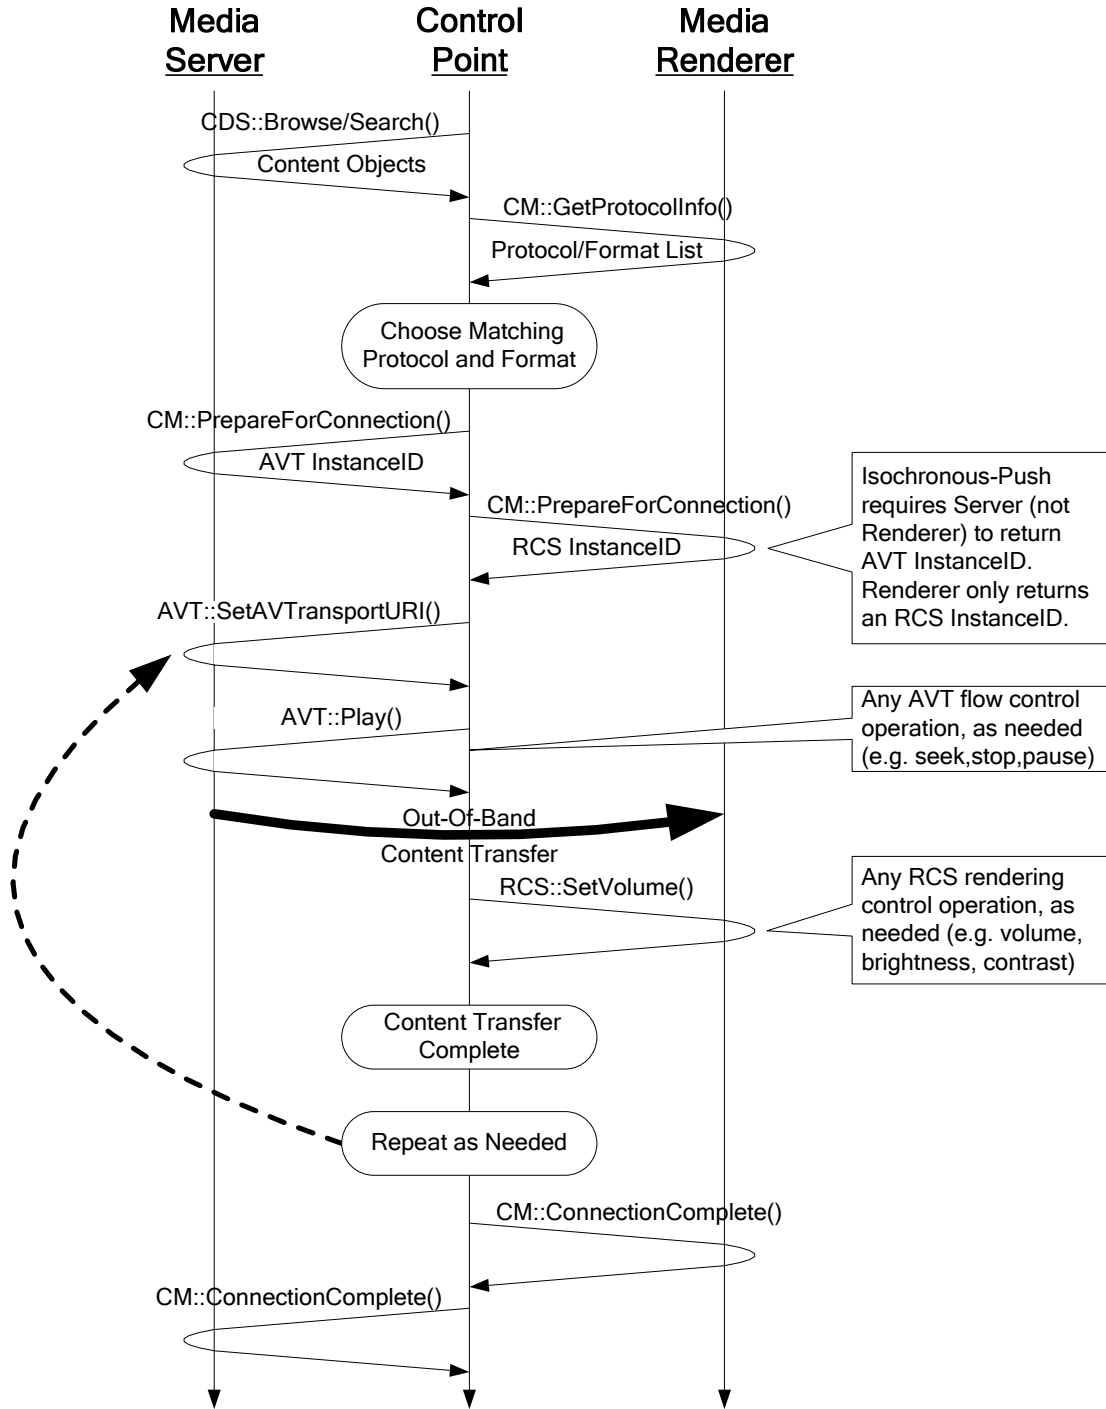 Media
Server
Control
Point
Media
Renderer
CDS::Browse/Search()
Content Objects
CM::GetProtocolInfo()
Protocol/Format List
Choose Matching
Protocol and Format
CM::PrepareForConnection()
AVT InstanceID
CM::PrepareForConnection()
RCS InstanceID
Isochronous-Push
requires Server (not
Renderer) to return
AVT InstanceID.
Renderer only returns
an RCS InstanceID.
AVT::SetAVTransportURI()
AVT::Play()
Any AVT flow control
operation, as needed
(e.g. seek,stop,pause)
Out-Of-Band
Content Transfer
RCS::SetVolume()
Any RCS rendering
control operation, as
needed (e.g. volume,
brightness, contrast)
Content Transfer
Complete
Repeat as Needed
CM::ConnectionComplete()
CM::ConnectionComplete()